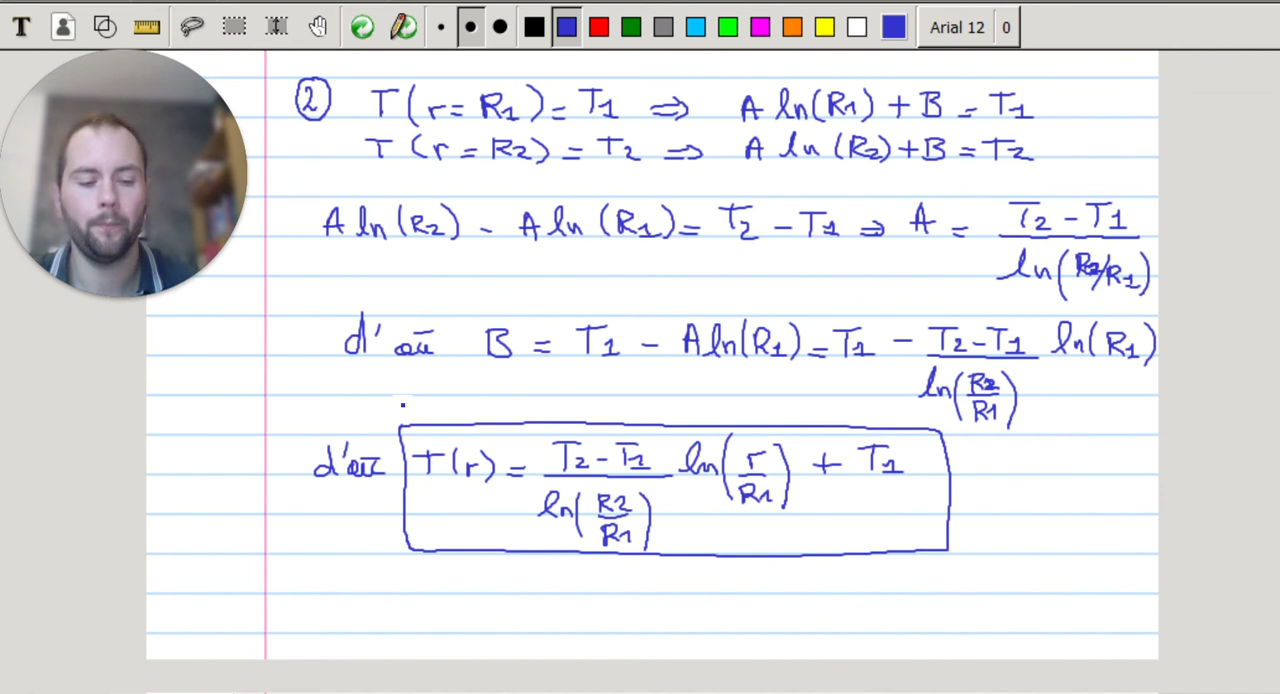 T Arial 12 0
② T(r=R1)=T1 ⇒ A ln(R1)+B=T1
T(r=R2)=T2 ⇒ A ln(R2)+B=T2
A ln(R2) - A ln(R1)=T2-T1 ⇒ A = (T2-T1)/ln(R2/R1)
d'où B = T1 - A ln(R1)=T1 - (T2-T1)/ln(R2/R1) ln(R1)
d'où T(r) = (T2-T1)/ln(R2/R1) ln(r/R1) + T1